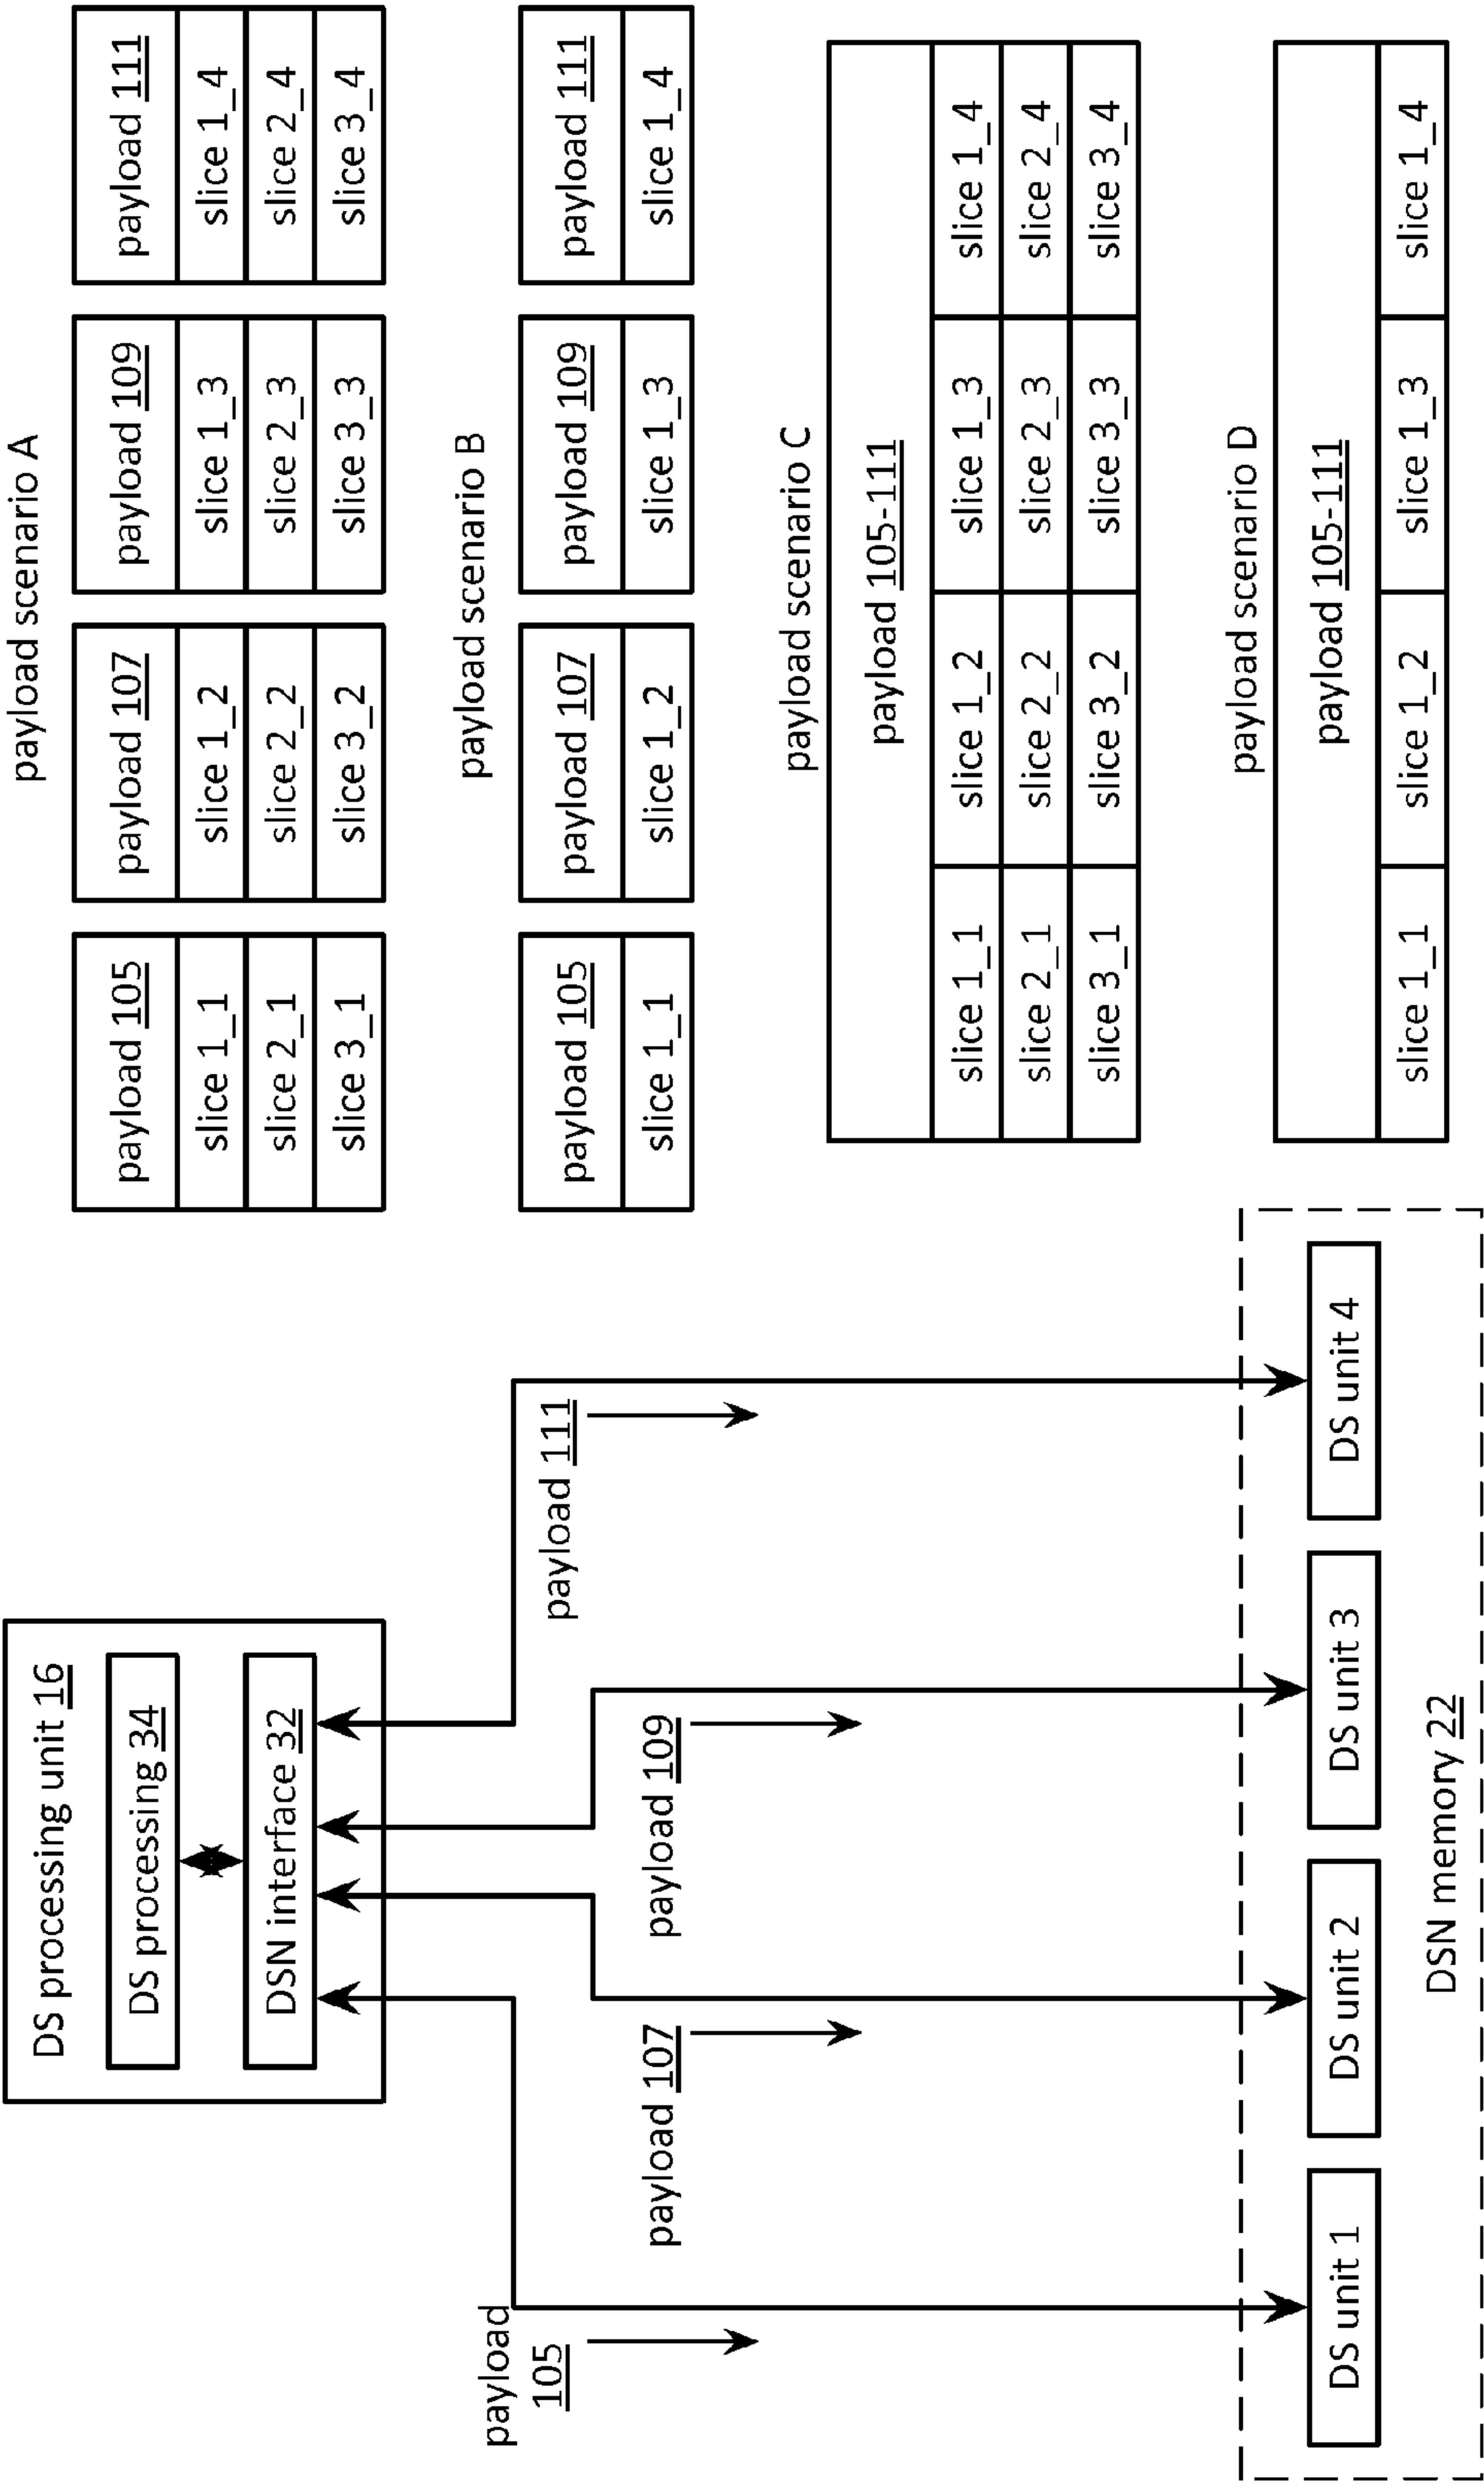 DS processing unit 16
DS processing 34
DSN interface 32
payload
105
payload 107
payload 109
payload 111
DS unit 1
DS unit 2
DS unit 3
DS unit 4
DSN memory 22
payload scenario A
payload 105
payload 107
payload 109
payload 111
slice 1_1
slice 1_2
slice 1_3
slice 1_4
slice 2_1
slice 2_2
slice 2_3
slice 2_4
slice 3_1
slice 3_2
slice 3_3
slice 3_4
payload scenario B
payload 105
payload 107
payload 109
payload 111
slice 1_1
slice 1_2
slice 1_3
slice 1_4
payload scenario C
payload 105-111
slice 1_1
slice 1_2
slice 1_3
slice 1_4
slice 2_1
slice 2_2
slice 2_3
slice 2_4
slice 3_1
slice 3_2
slice 3_3
slice 3_4
payload scenario D
payload 105-111
slice 1_1
slice 1_2
slice 1_3
slice 1_4